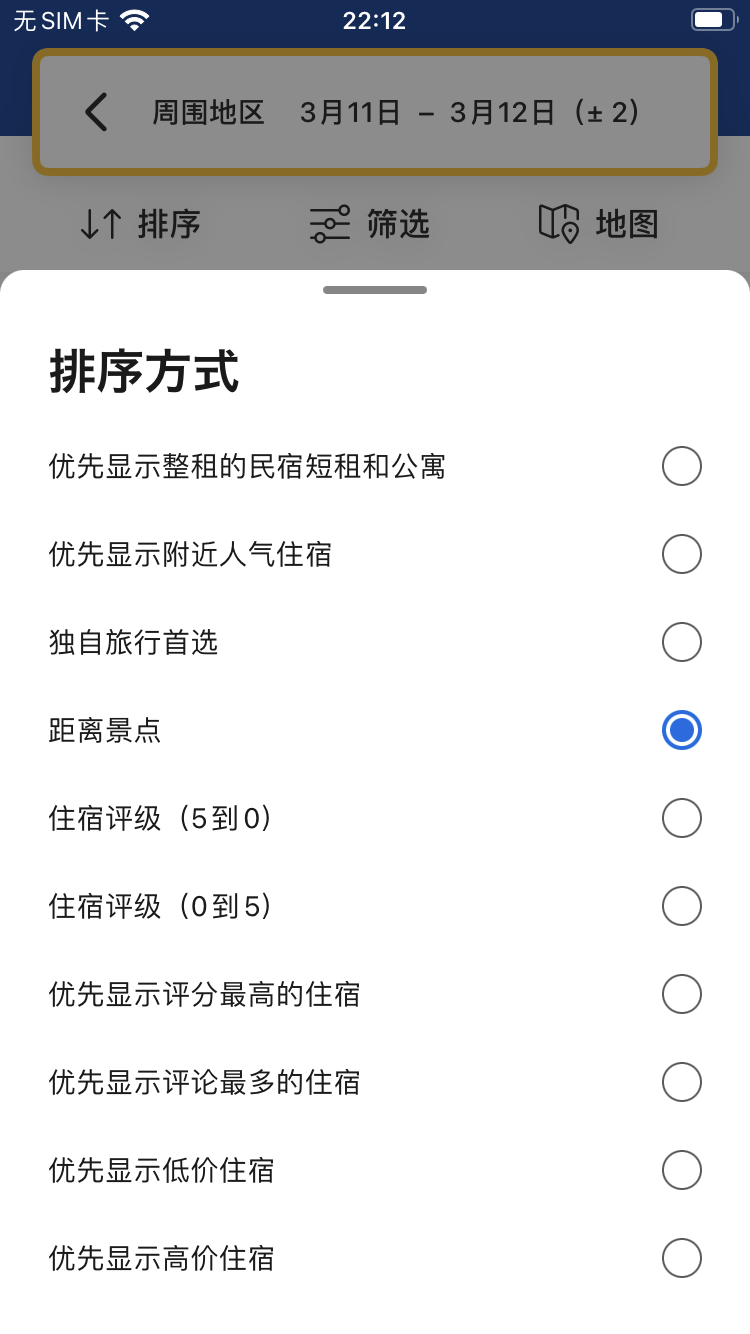 无SIM卡 22:12
周围地区 3月11日 – 3月12日（± 2）
排序 筛选 地图
排序方式
优先显示整租的民宿短租和公寓
优先显示附近人气住宿
独自旅行首选
距离景点
住宿评级（5到0）
住宿评级（0到5）
优先显示评分最高的住宿
优先显示评论最多的住宿
优先显示低价住宿
优先显示高价住宿